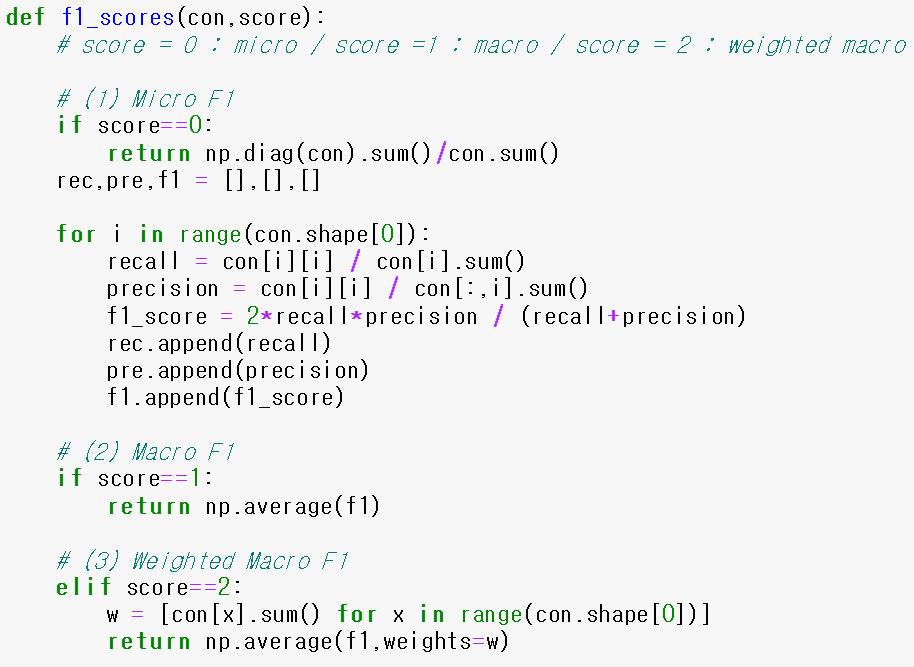 def f1_scores(con,score):
    # score = 0 : micro / score =1 : macro / score = 2 : weighted macro
    # (1) Micro F1
    if score==0:
        return np.diag(con).sum()/con.sum()
    rec,pre,f1 = [],[],[]
    for i in range(con.shape[0]):
        recall = con[i][i] / con[i].sum()
        precision = con[i][i] / con[:,i].sum()
        f1_score = 2*recall*precision / (recall+precision)
        rec.append(recall)
        pre.append(precision)
        f1.append(f1_score)
    # (2) Macro F1
    if score==1:
        return np.average(f1)
    # (3) Weighted Macro F1
    elif score==2:
        w = [con[x].sum() for x in range(con.shape[0])]
        return np.average(f1,weights=w)